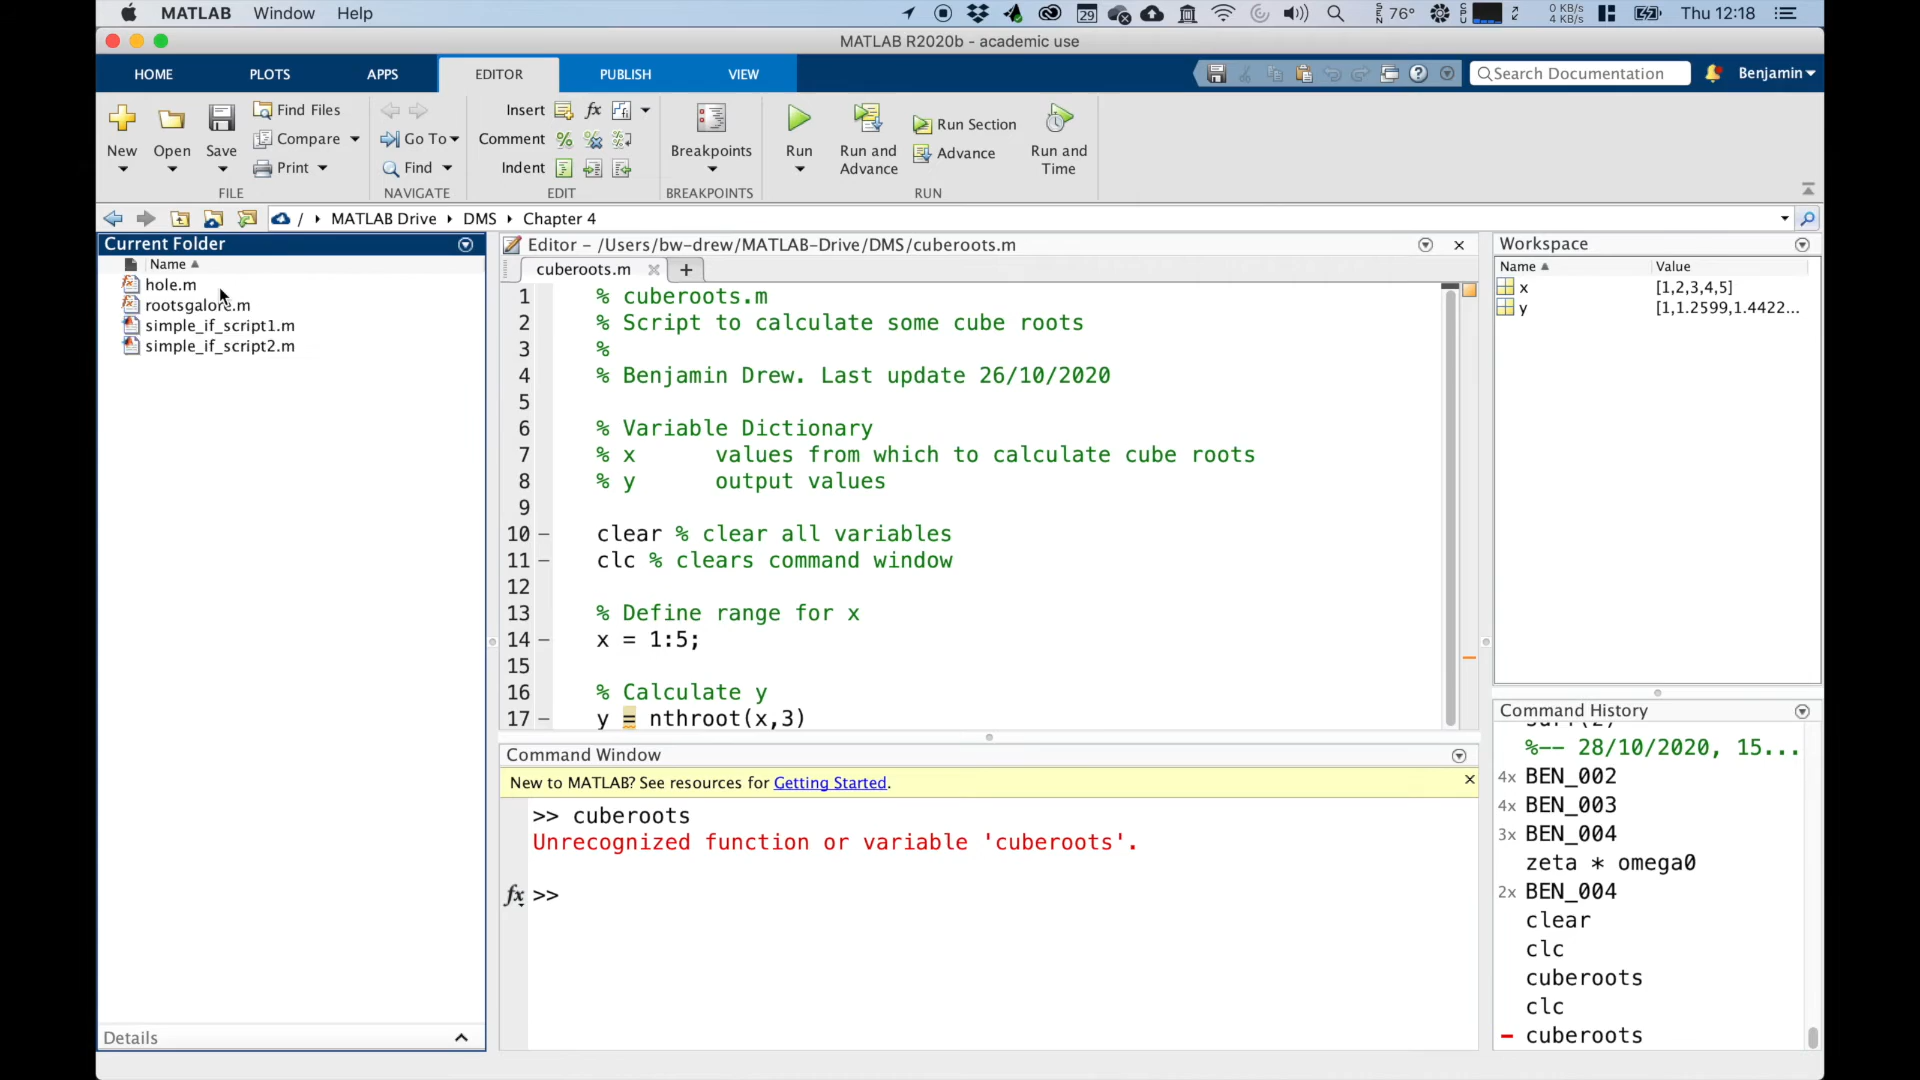 MATLAB Window Help
29 76° 0 KB/s 4 KB/s Thu 12:18
MATLAB R2020b - academic use
HOME PLOTS APPS EDITOR PUBLISH VIEW
Search Documentation Benjamin
New Open Save
Find Files
Compare
Print
FILE
Go To
Find
NAVIGATE
Insert
Comment
Indent
EDIT
Breakpoints
BREAKPOINTS
Run
Run and Advance
Run Section
Advance
Run and Time
RUN
/ MATLAB Drive DMS Chapter 4
Current Folder
Name
hole.m
rootsgalore.m
simple_if_script1.m
simple_if_script2.m
Details
Editor – /Users/bw-drew/MATLAB-Drive/DMS/cuberoots.m
cuberoots.m
1 % cuberoots.m
2 % Script to calculate some cube roots
3 %
4 % Benjamin Drew. Last update 26/10/2020
5
6 % Variable Dictionary
7 % x values from which to calculate cube roots
8 % y output values
9
10 – clear % clear all variables
11 – clc % clears command window
12
13 % Define range for x
14 – x = 1:5;
15
16 % Calculate y
17 – y = nthroot(x,3)
Command Window
New to MATLAB? See resources for Getting Started.
>> cuberoots
Unrecognized function or variable 'cuberoots'.
fx >>
Workspace
Name Value
x [1,2,3,4,5]
y [1,1.2599,1.4422...
Command History
%-- 28/10/2020, 15...
4x BEN_002
4x BEN_003
3x BEN_004
zeta * omega0
2x BEN_004
clear
clc
cuberoots
clc
cuberoots